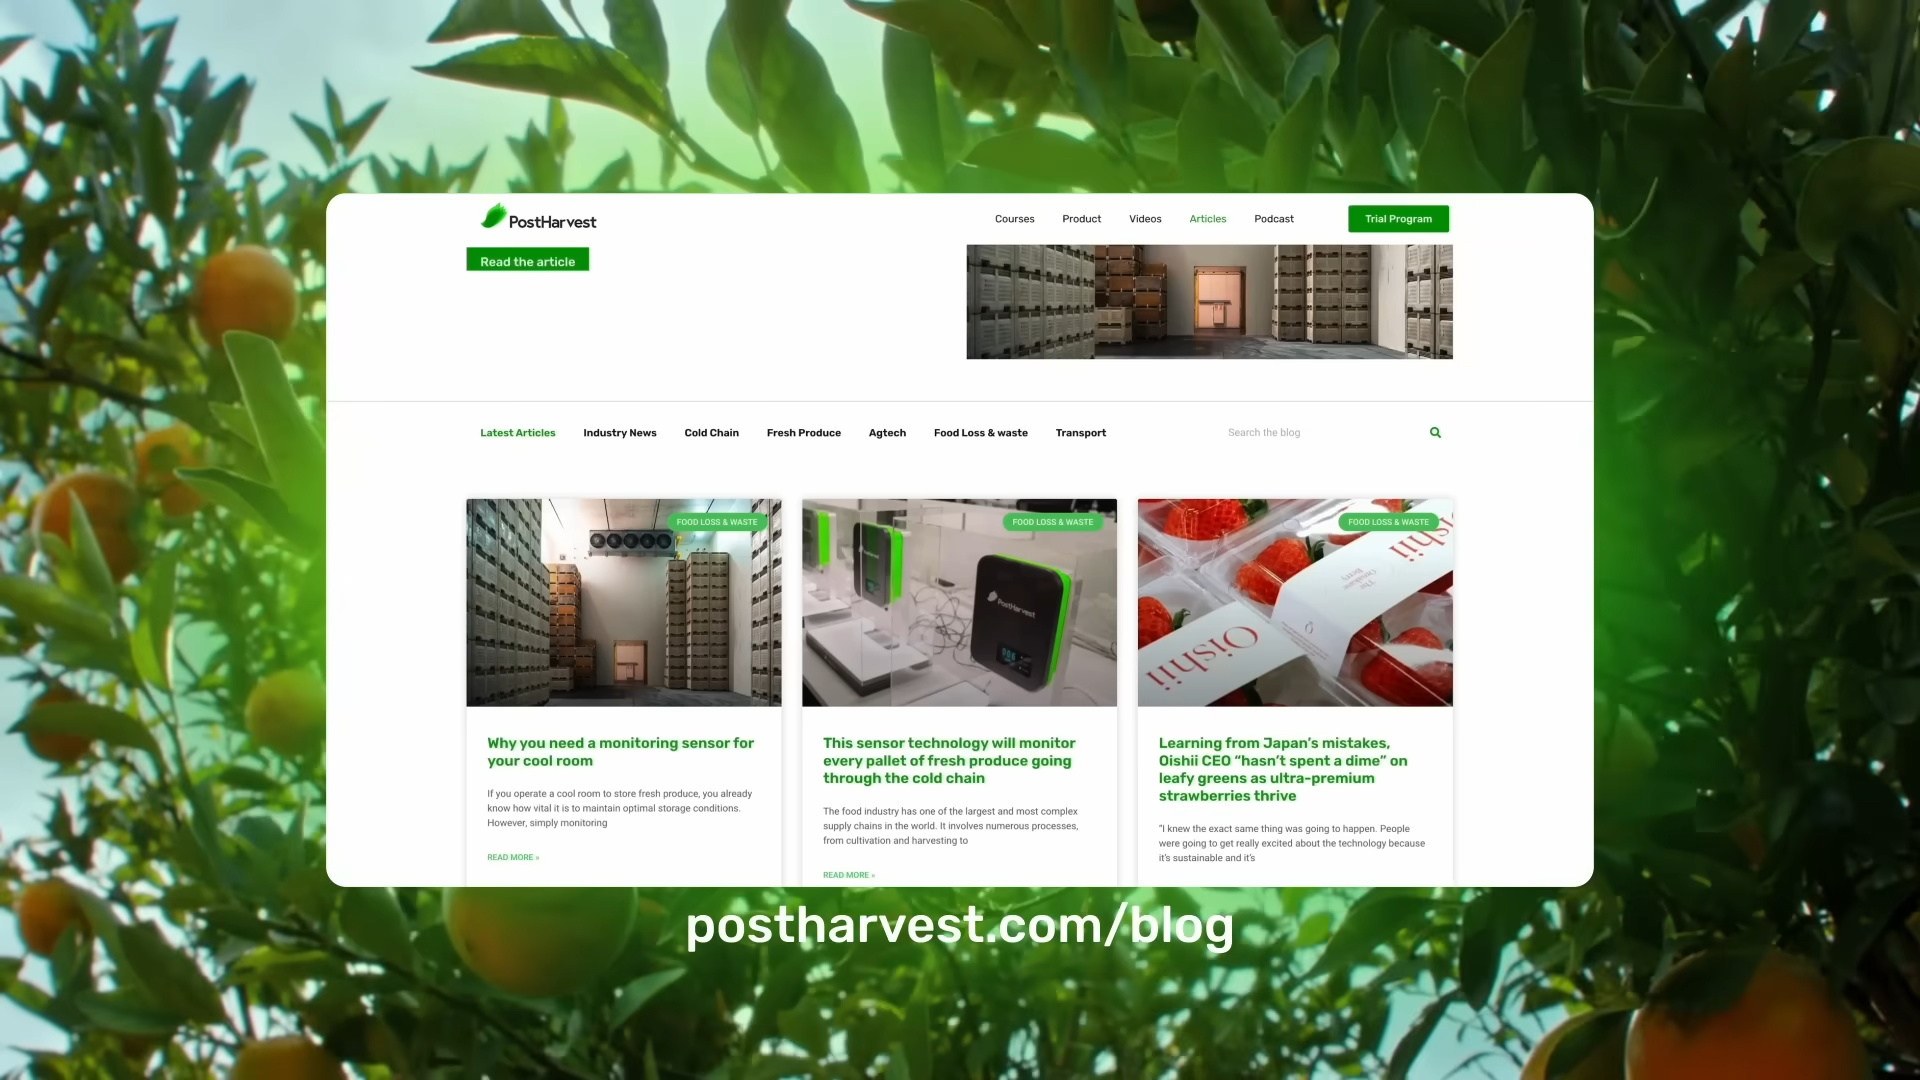 PostHarvest
Courses Product Videos Articles Podcast Trial Program
Read the article
Latest Articles Industry News Cold Chain Fresh Produce Agtech Food Loss & waste Transport Search the blog
FOOD LOSS & WASTE
FOOD LOSS & WASTE
FOOD LOSS & WASTE
PostHarvest
Oishii
Oishii
Why you need a monitoring sensor for
your cool room
If you operate a cool room to store fresh produce, you already
know how vital it is to maintain optimal storage conditions.
However, simply monitoring
READ MORE »
This sensor technology will monitor
every pallet of fresh produce going
through the cold chain
The food industry has one of the largest and most complex
supply chains in the world. It involves numerous processes,
from cultivation and harvesting to
READ MORE »
Learning from Japan’s mistakes,
Oishii CEO “hasn’t spent a dime” on
leafy greens as ultra-premium
strawberries thrive
“I knew the exact same thing was going to happen. People
were going to get really excited about the technology because
it’s sustainable and it’s
postharvest.com/blog